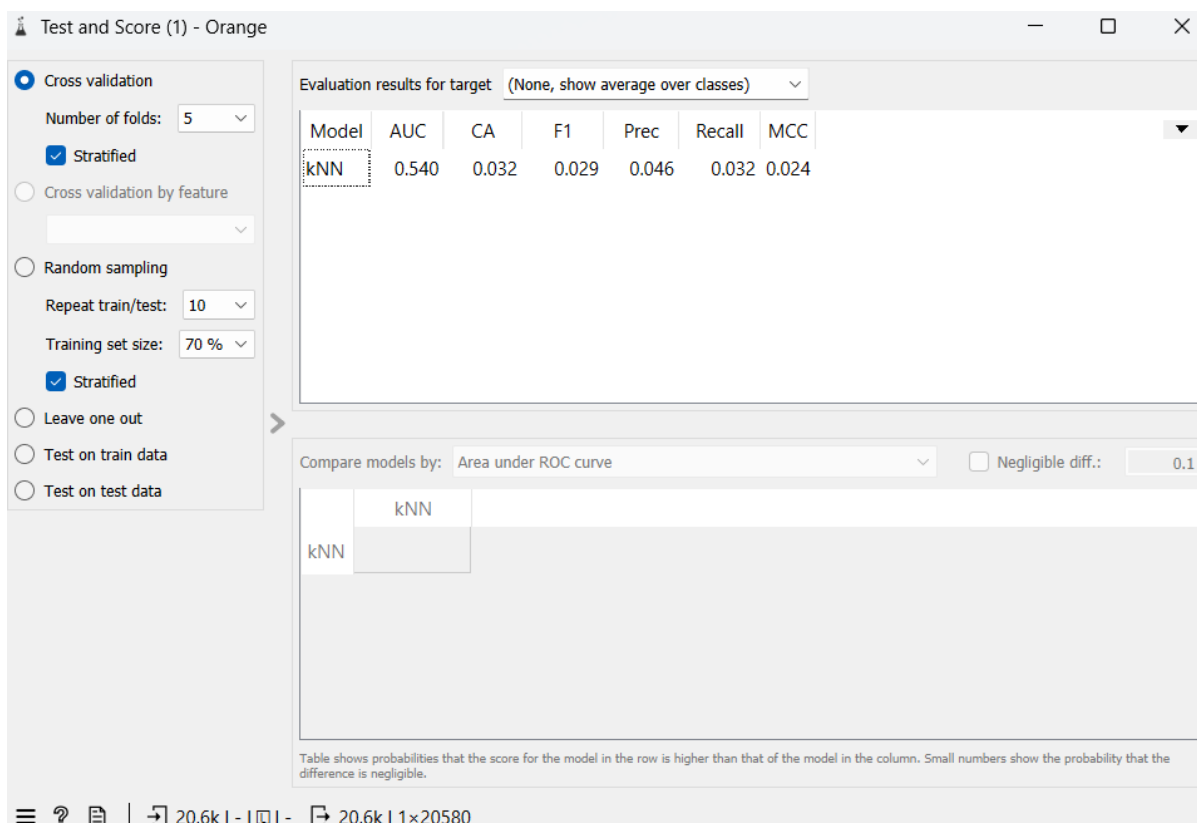 Test and Score (1) - Orange
Cross validation
Number of folds: 5
Stratified
Cross validation by feature
Random sampling
Repeat train/test: 10
Training set size: 70 %
Stratified
Leave one out
Test on train data
Test on test data
Evaluation results for target (None, show average over classes)
Model AUC CA F1 Prec Recall MCC
kNN 0.540 0.032 0.029 0.046 0.032 0.024
Compare models by: Area under ROC curve Negligible diff.: 0.1
kNN
kNN
Table shows probabilities that the score for the model in the row is higher than that of the model in the column. Small numbers show the probability that the
difference is negligible.
20.6k | - | - 20.6k | 1×20580